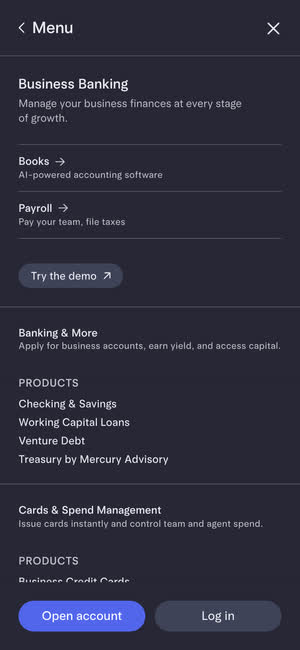 Menu
Business Banking
Manage your business finances at every stage
of growth.
Books →
AI-powered accounting software
Payroll →
Pay your team, file taxes
Try the demo ↗
Banking & More
Apply for business accounts, earn yield, and access capital.
PRODUCTS
Checking & Savings
Working Capital Loans
Venture Debt
Treasury by Mercury Advisory
Cards & Spend Management
Issue cards instantly and control team and agent spend.
PRODUCTS
Business Credit Cards
Open account
Log in